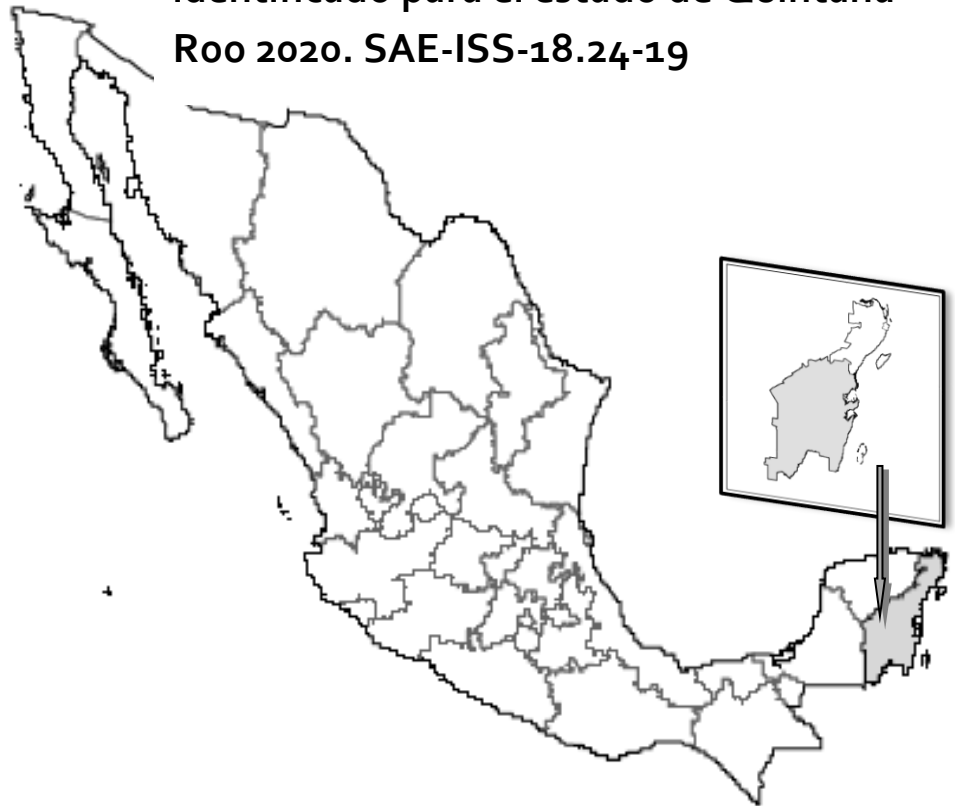 identificado para el estado de Quintana
Roo 2020. SAE-ISS-18.24-19